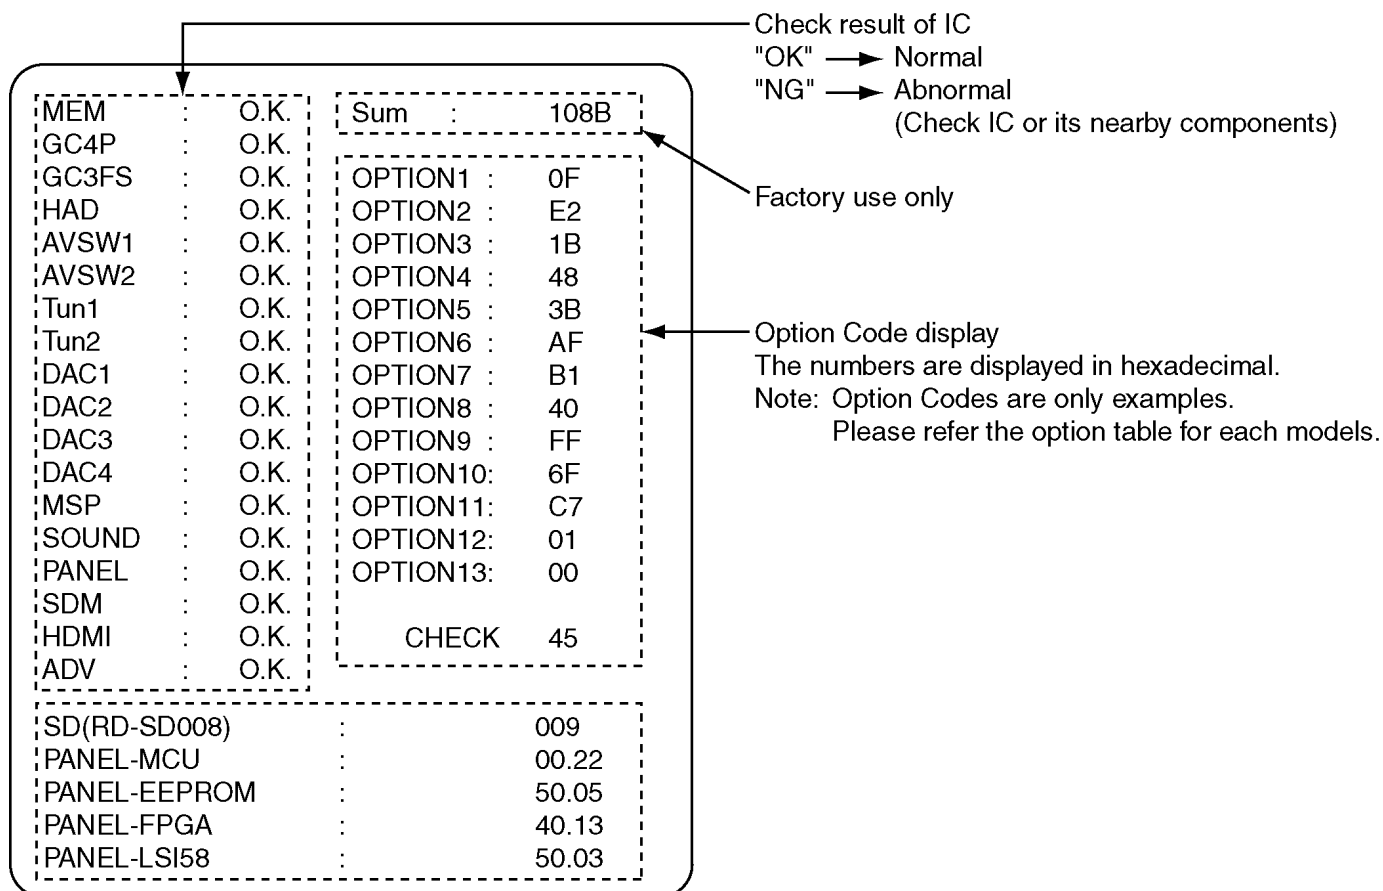 Check result of IC
"OK" → Normal
"NG" → Abnormal
(Check IC or its nearby components)
MEM : O.K.
GC4P : O.K.
GC3FS : O.K.
HAD : O.K.
AVSW1 : O.K.
AVSW2 : O.K.
Tun1 : O.K.
Tun2 : O.K.
DAC1 : O.K.
DAC2 : O.K.
DAC3 : O.K.
DAC4 : O.K.
MSP : O.K.
SOUND : O.K.
PANEL : O.K.
SDM : O.K.
HDMI : O.K.
ADV : O.K.
Sum : 108B
Factory use only
OPTION1 : 0F
OPTION2 : E2
OPTION3 : 1B
OPTION4 : 48
OPTION5 : 3B
OPTION6 : AF
OPTION7 : B1
OPTION8 : 40
OPTION9 : FF
OPTION10: 6F
OPTION11: C7
OPTION12: 01
OPTION13: 00
CHECK 45
Option Code display
The numbers are displayed in hexadecimal.
Note: Option Codes are only examples.
Please refer the option table for each models.
SD(RD-SD008) : 009
PANEL-MCU : 00.22
PANEL-EEPROM : 50.05
PANEL-FPGA : 40.13
PANEL-LSI58 : 50.03